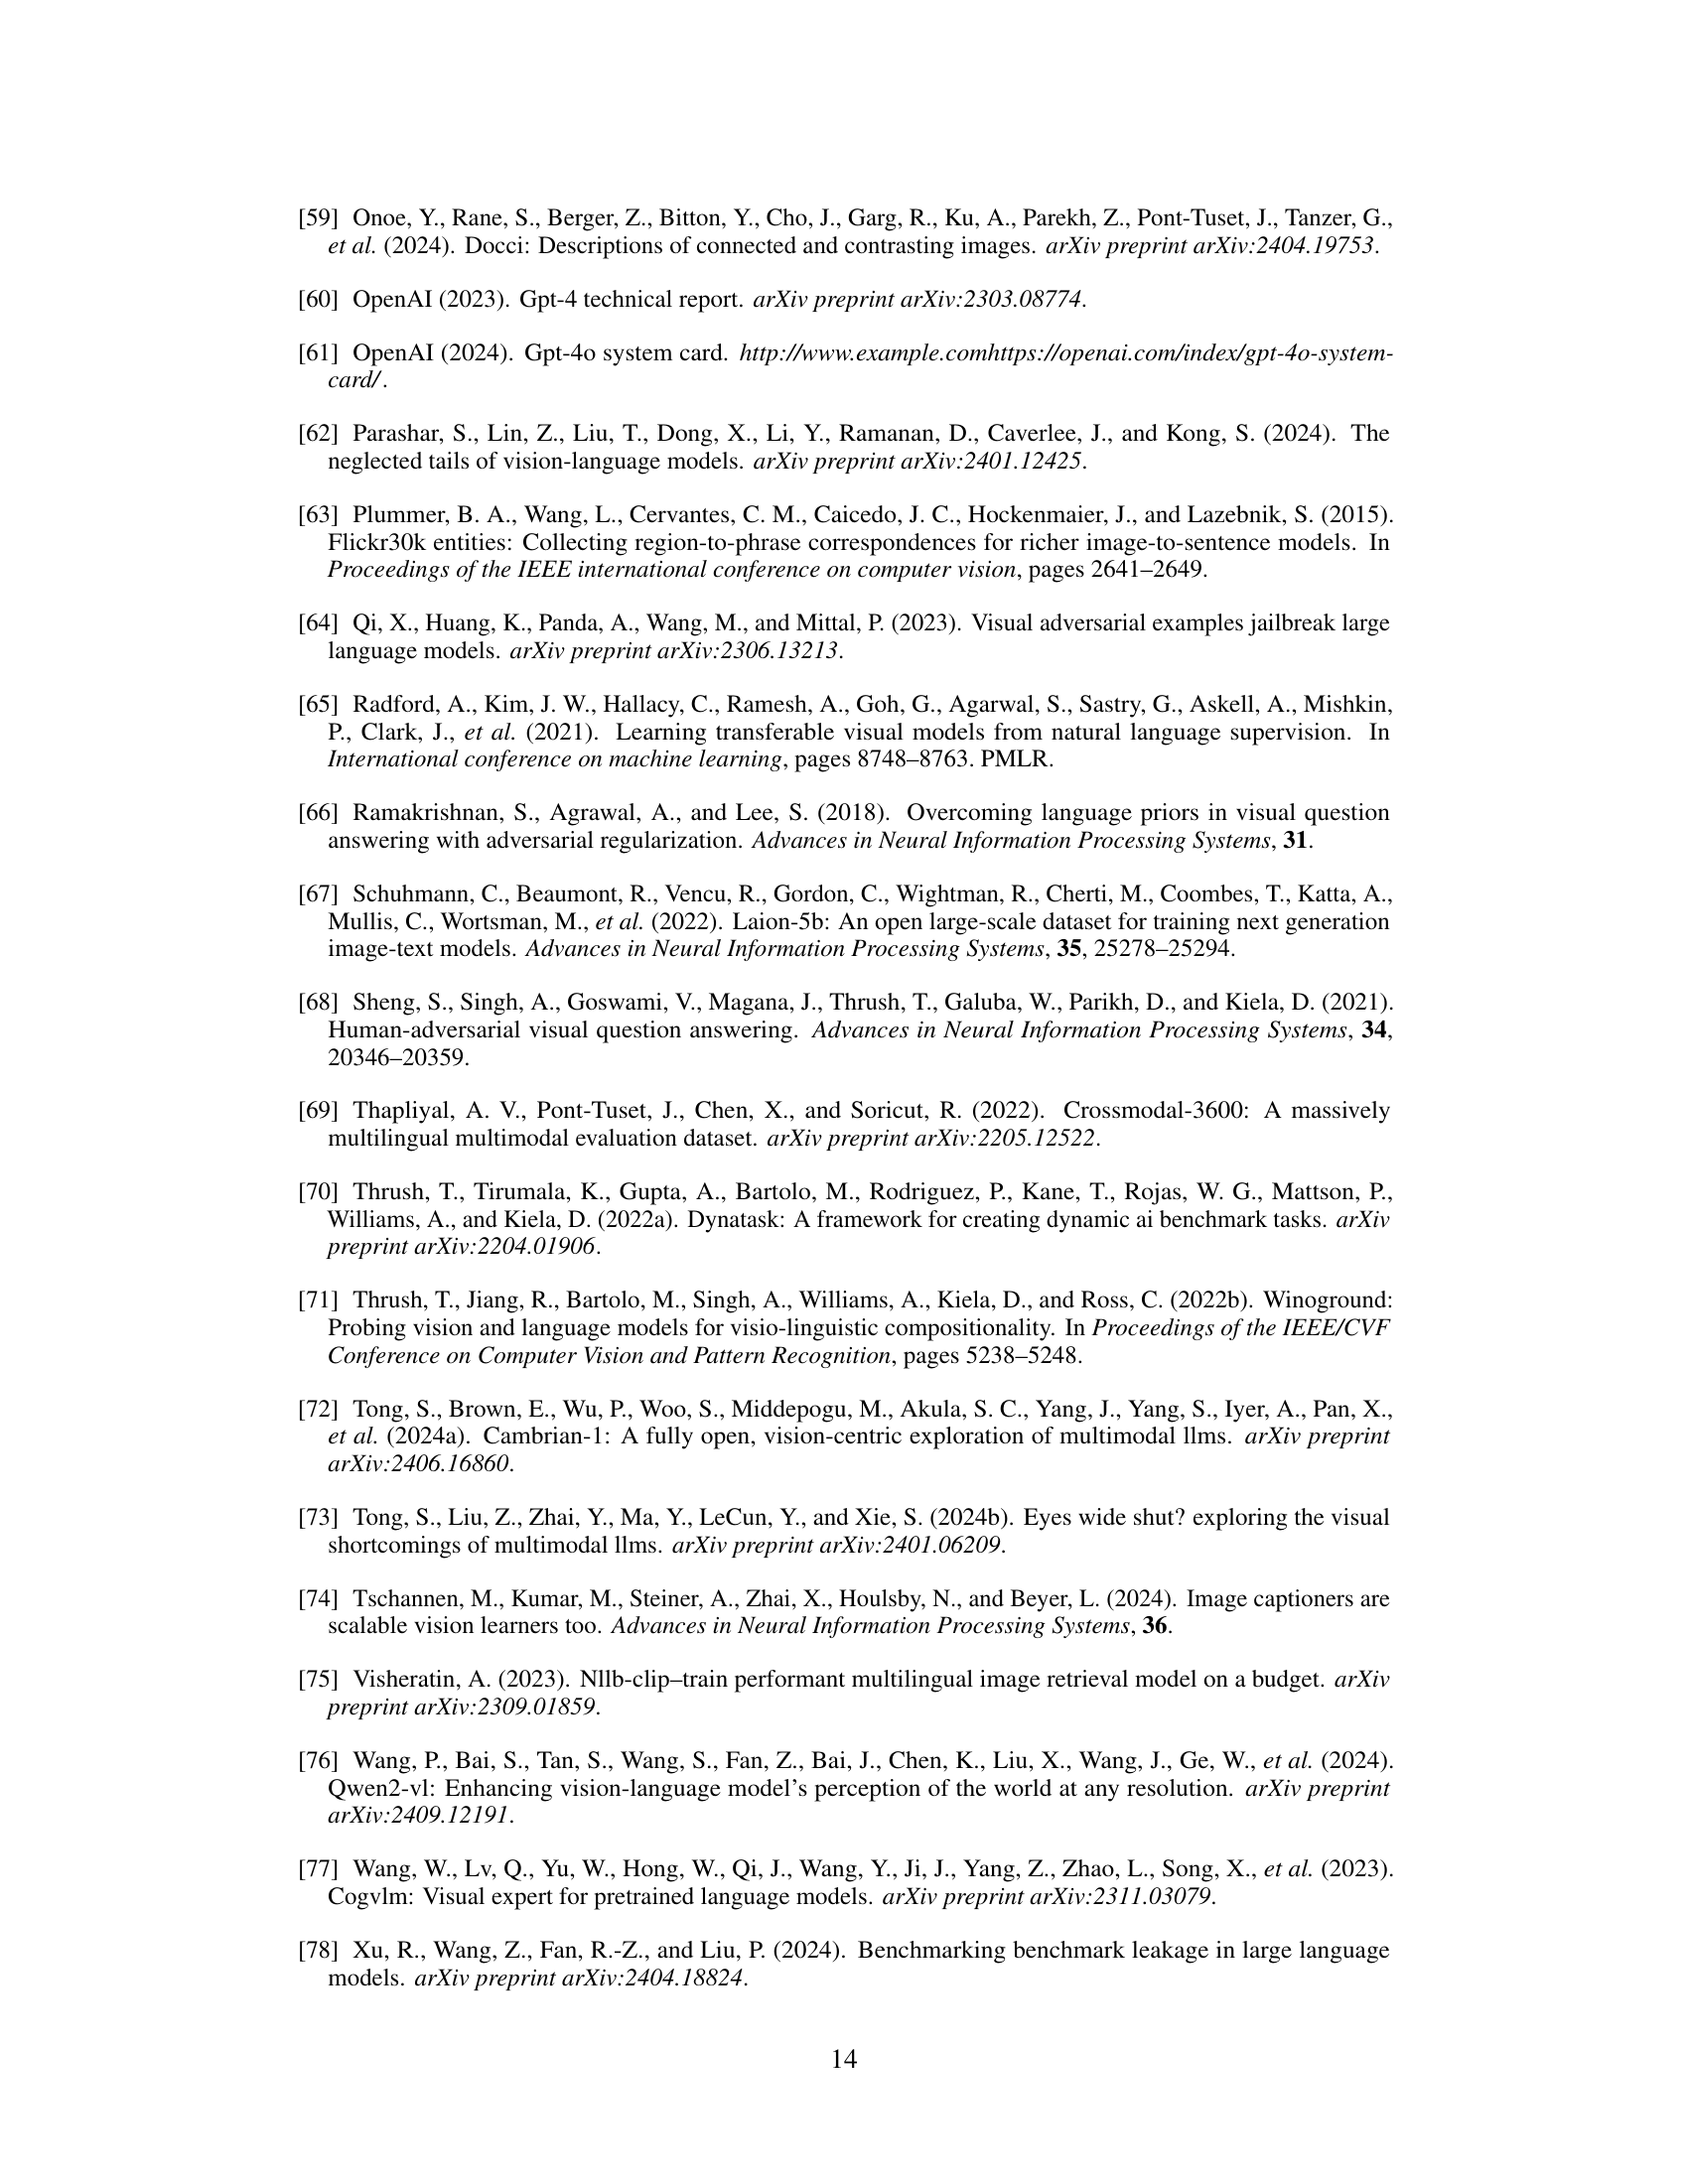 [59] Onoe, Y., Rane, S., Berger, Z., Bitton, Y., Cho, J., Garg, R., Ku, A., Parekh, Z., Pont-Tuset, J., Tanzer, G.,
et al. (2024). Docci: Descriptions of connected and contrasting images. arXiv preprint arXiv:2404.19753.
[60] OpenAI (2023). Gpt-4 technical report. arXiv preprint arXiv:2303.08774.
[61] OpenAI (2024). Gpt-4o system card. http://www.example.comhttps://openai.com/index/gpt-4o-system-
card/.
[62] Parashar, S., Lin, Z., Liu, T., Dong, X., Li, Y., Ramanan, D., Caverlee, J., and Kong, S. (2024). The
neglected tails of vision-language models. arXiv preprint arXiv:2401.12425.
[63] Plummer, B. A., Wang, L., Cervantes, C. M., Caicedo, J. C., Hockenmaier, J., and Lazebnik, S. (2015).
Flickr30k entities: Collecting region-to-phrase correspondences for richer image-to-sentence models. In
Proceedings of the IEEE international conference on computer vision, pages 2641–2649.
[64] Qi, X., Huang, K., Panda, A., Wang, M., and Mittal, P. (2023). Visual adversarial examples jailbreak large
language models. arXiv preprint arXiv:2306.13213.
[65] Radford, A., Kim, J. W., Hallacy, C., Ramesh, A., Goh, G., Agarwal, S., Sastry, G., Askell, A., Mishkin,
P., Clark, J., et al. (2021). Learning transferable visual models from natural language supervision. In
International conference on machine learning, pages 8748–8763. PMLR.
[66] Ramakrishnan, S., Agrawal, A., and Lee, S. (2018). Overcoming language priors in visual question
answering with adversarial regularization. Advances in Neural Information Processing Systems, 31.
[67] Schuhmann, C., Beaumont, R., Vencu, R., Gordon, C., Wightman, R., Cherti, M., Coombes, T., Katta, A.,
Mullis, C., Wortsman, M., et al. (2022). Laion-5b: An open large-scale dataset for training next generation
image-text models. Advances in Neural Information Processing Systems, 35, 25278–25294.
[68] Sheng, S., Singh, A., Goswami, V., Magana, J., Thrush, T., Galuba, W., Parikh, D., and Kiela, D. (2021).
Human-adversarial visual question answering. Advances in Neural Information Processing Systems, 34,
20346–20359.
[69] Thapliyal, A. V., Pont-Tuset, J., Chen, X., and Soricut, R. (2022). Crossmodal-3600: A massively
multilingual multimodal evaluation dataset. arXiv preprint arXiv:2205.12522.
[70] Thrush, T., Tirumala, K., Gupta, A., Bartolo, M., Rodriguez, P., Kane, T., Rojas, W. G., Mattson, P.,
Williams, A., and Kiela, D. (2022a). Dynatask: A framework for creating dynamic ai benchmark tasks. arXiv
preprint arXiv:2204.01906.
[71] Thrush, T., Jiang, R., Bartolo, M., Singh, A., Williams, A., Kiela, D., and Ross, C. (2022b). Winoground:
Probing vision and language models for visio-linguistic compositionality. In Proceedings of the IEEE/CVF
Conference on Computer Vision and Pattern Recognition, pages 5238–5248.
[72] Tong, S., Brown, E., Wu, P., Woo, S., Middepogu, M., Akula, S. C., Yang, J., Yang, S., Iyer, A., Pan, X.,
et al. (2024a). Cambrian-1: A fully open, vision-centric exploration of multimodal llms. arXiv preprint
arXiv:2406.16860.
[73] Tong, S., Liu, Z., Zhai, Y., Ma, Y., LeCun, Y., and Xie, S. (2024b). Eyes wide shut? exploring the visual
shortcomings of multimodal llms. arXiv preprint arXiv:2401.06209.
[74] Tschannen, M., Kumar, M., Steiner, A., Zhai, X., Houlsby, N., and Beyer, L. (2024). Image captioners are
scalable vision learners too. Advances in Neural Information Processing Systems, 36.
[75] Visheratin, A. (2023). Nllb-clip–train performant multilingual image retrieval model on a budget. arXiv
preprint arXiv:2309.01859.
[76] Wang, P., Bai, S., Tan, S., Wang, S., Fan, Z., Bai, J., Chen, K., Liu, X., Wang, J., Ge, W., et al. (2024).
Qwen2-vl: Enhancing vision-language model's perception of the world at any resolution. arXiv preprint
arXiv:2409.12191.
[77] Wang, W., Lv, Q., Yu, W., Hong, W., Qi, J., Wang, Y., Ji, J., Yang, Z., Zhao, L., Song, X., et al. (2023).
Cogvlm: Visual expert for pretrained language models. arXiv preprint arXiv:2311.03079.
[78] Xu, R., Wang, Z., Fan, R.-Z., and Liu, P. (2024). Benchmarking benchmark leakage in large language
models. arXiv preprint arXiv:2404.18824.
14